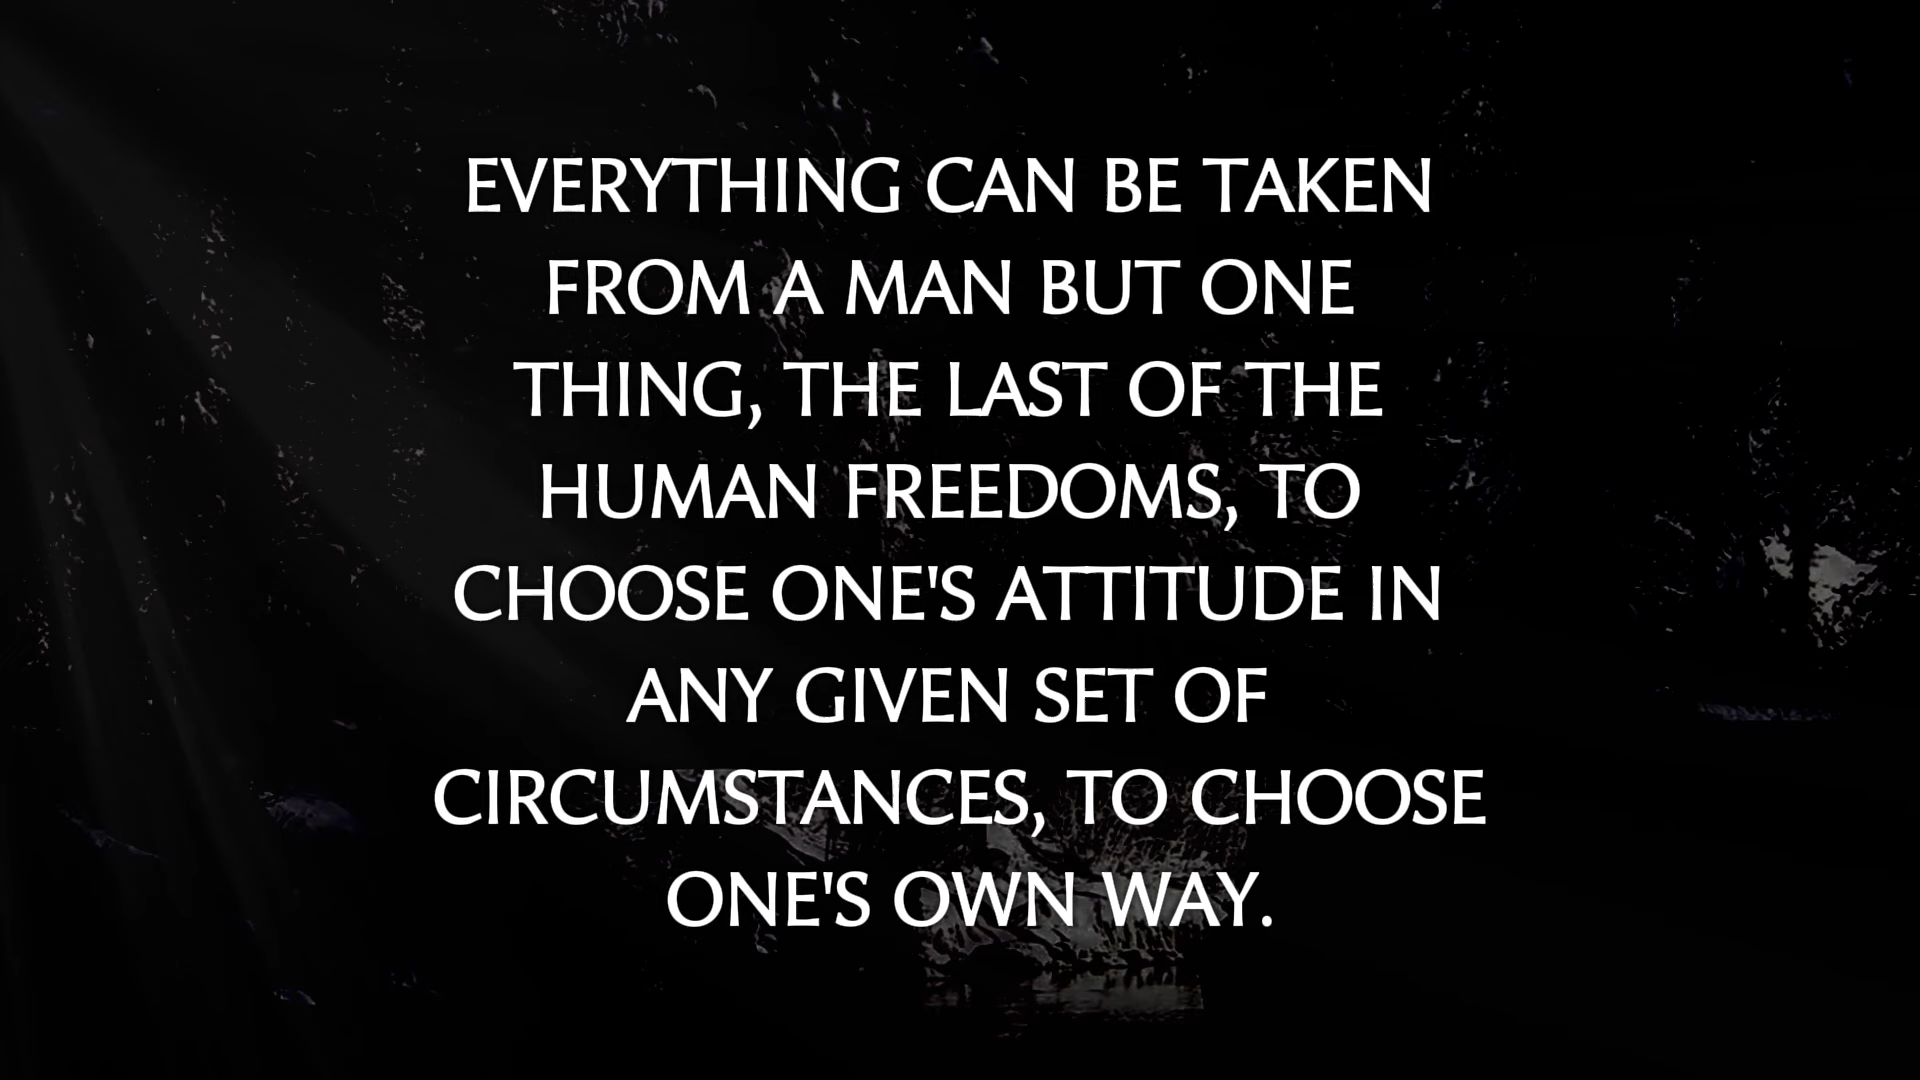 EVERYTHING CAN BE TAKEN
FROM A MAN BUT ONE
THING, THE LAST OF THE
HUMAN FREEDOMS, TO
CHOOSE ONE'S ATTITUDE IN
ANY GIVEN SET OF
CIRCUMSTANCES, TO CHOOSE
ONE'S OWN WAY.